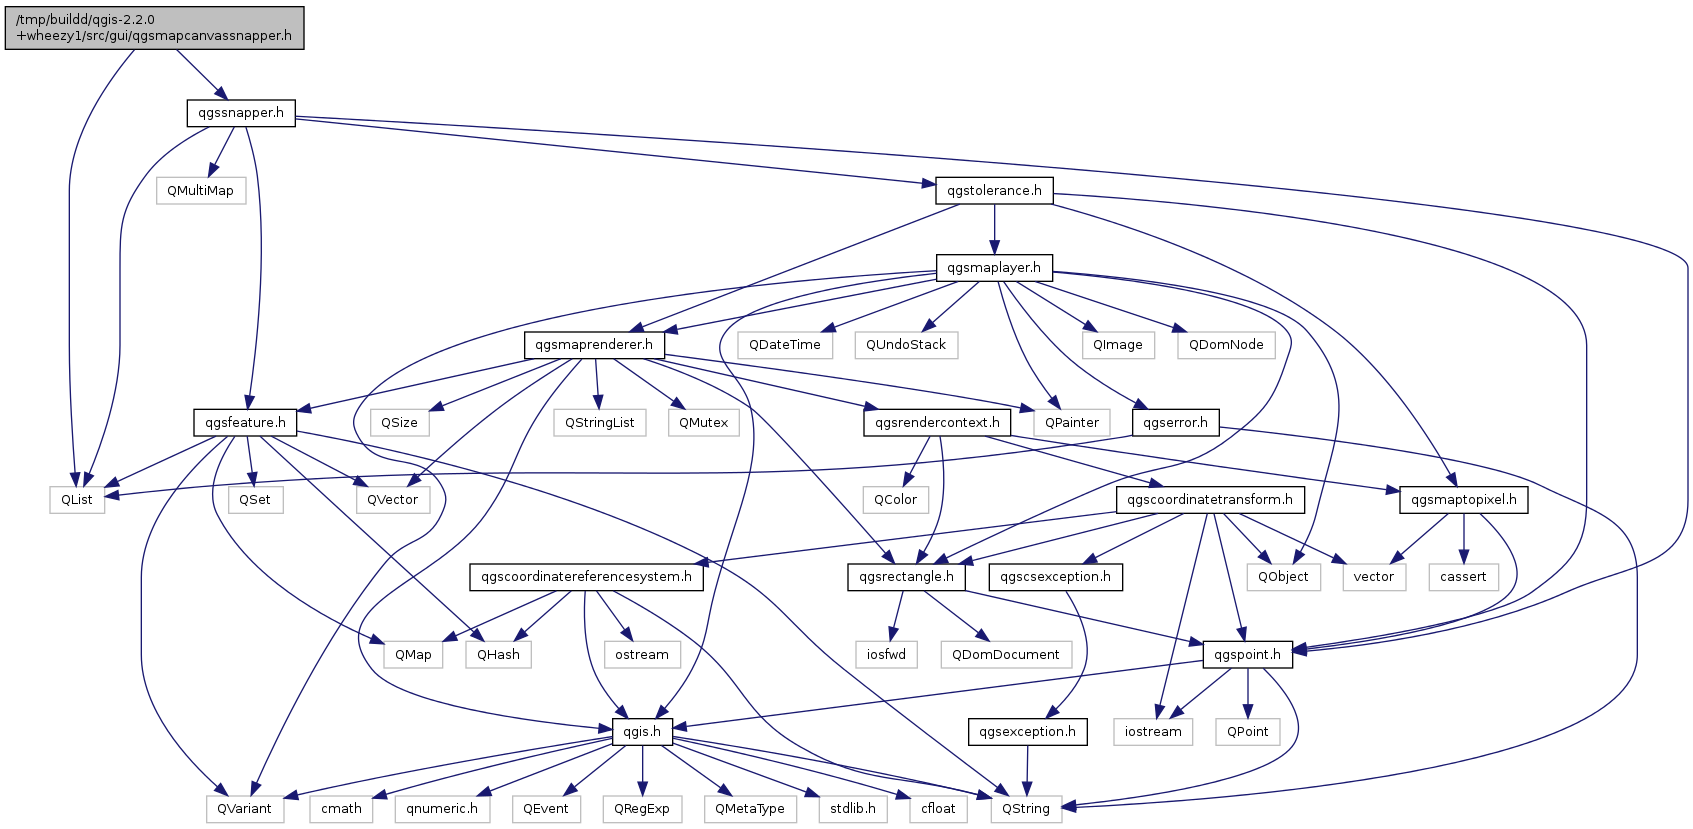 /tmp/buildd/qgis-2.2.0
+wheezy1/src/gui/qgsmapcanvassnapper.h
qgssnapper.h
QMultiMap
qgstolerance.h
qgsmaplayer.h
qgsmaprenderer.h
QDateTime
QUndoStack
QImage
QDomNode
qgsfeature.h
QSize
QStringList
QMutex
qgsrendercontext.h
QPainter
qgserror.h
QList
QSet
QVector
QColor
qgscoordinatetransform.h
qgsmaptopixel.h
qgscoordinatereferencesystem.h
qgsrectangle.h
qgscsexception.h
QObject
vector
cassert
QMap
QHash
ostream
iosfwd
QDomDocument
qgspoint.h
qgis.h
qgsexception.h
iostream
QPoint
QVariant
cmath
qnumeric.h
QEvent
QRegExp
QMetaType
stdlib.h
cfloat
QString